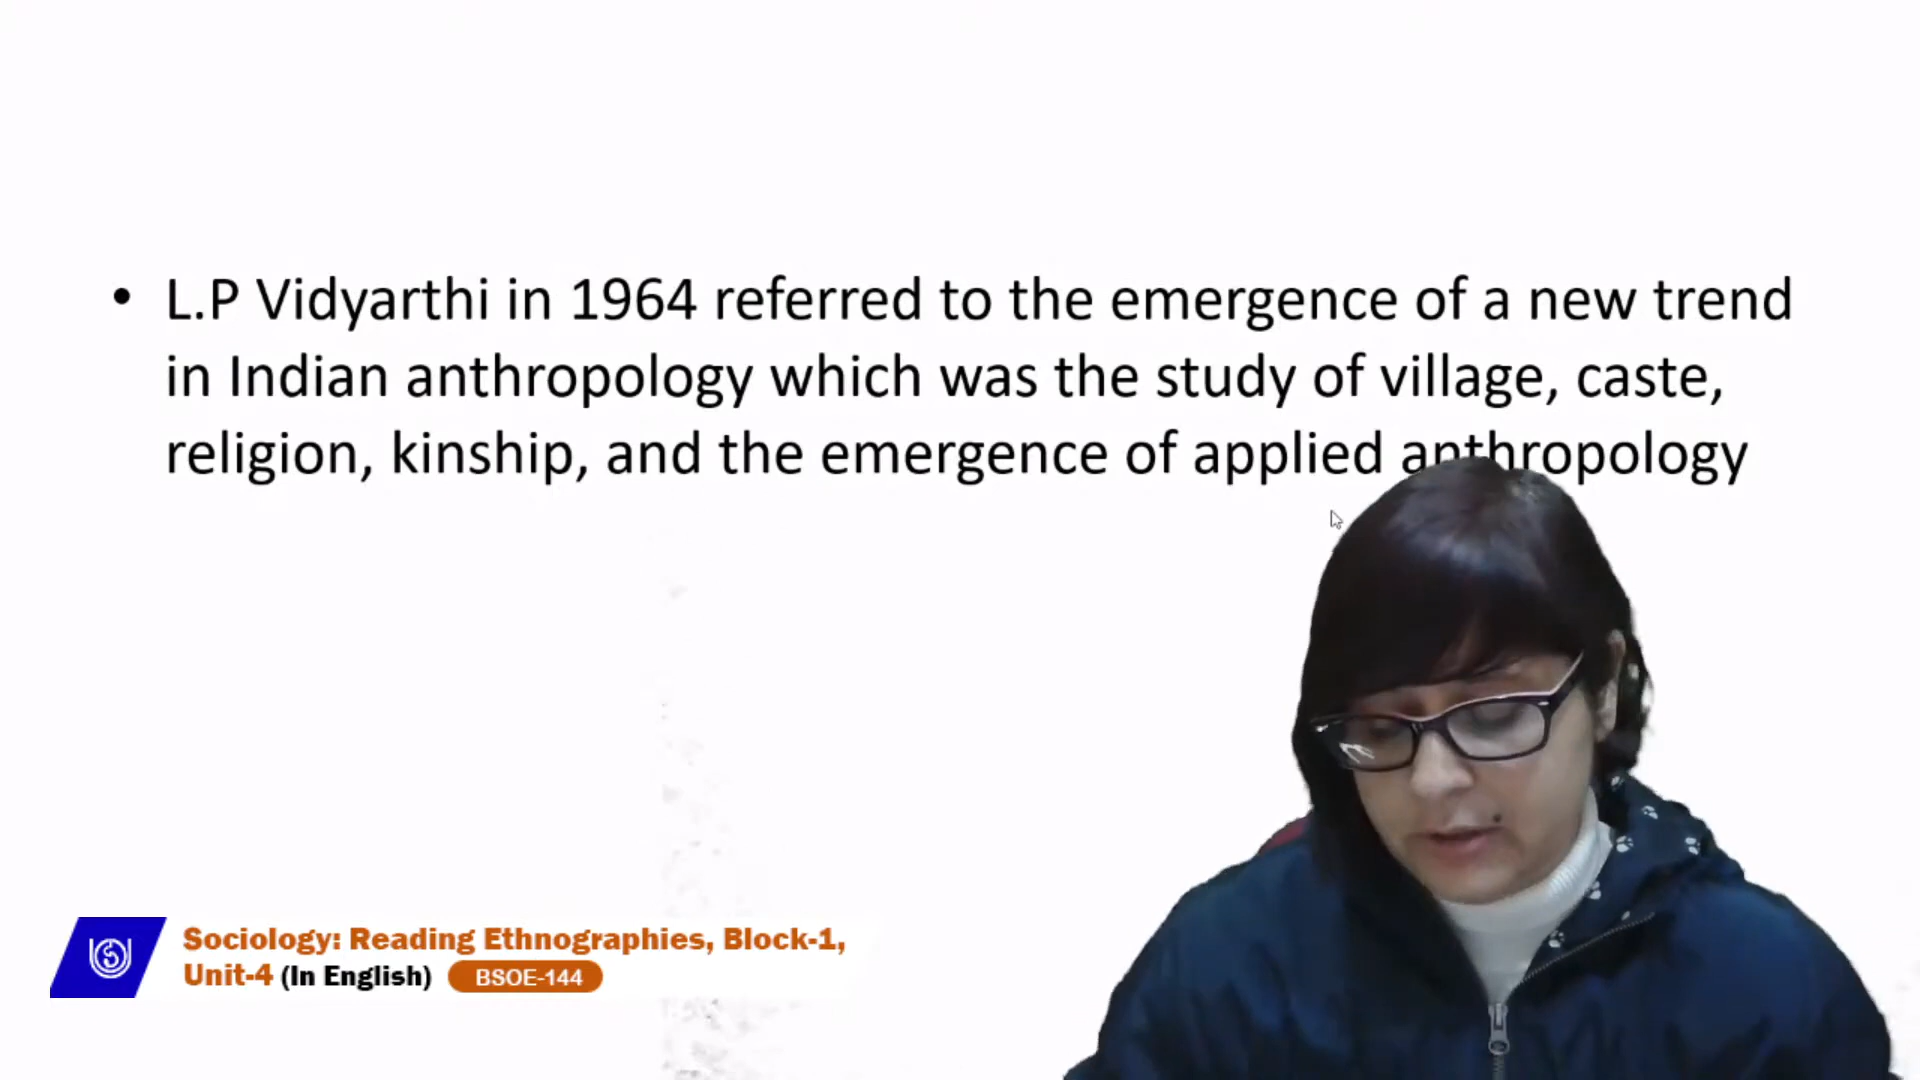 • L.P Vidyarthi in 1964 referred to the emergence of a new trend
in Indian anthropology which was the study of village, caste,
religion, kinship, and the emergence of applied anthropology
Sociology: Reading Ethnographies, Block-1,
Unit-4 (In English) BSOE-144